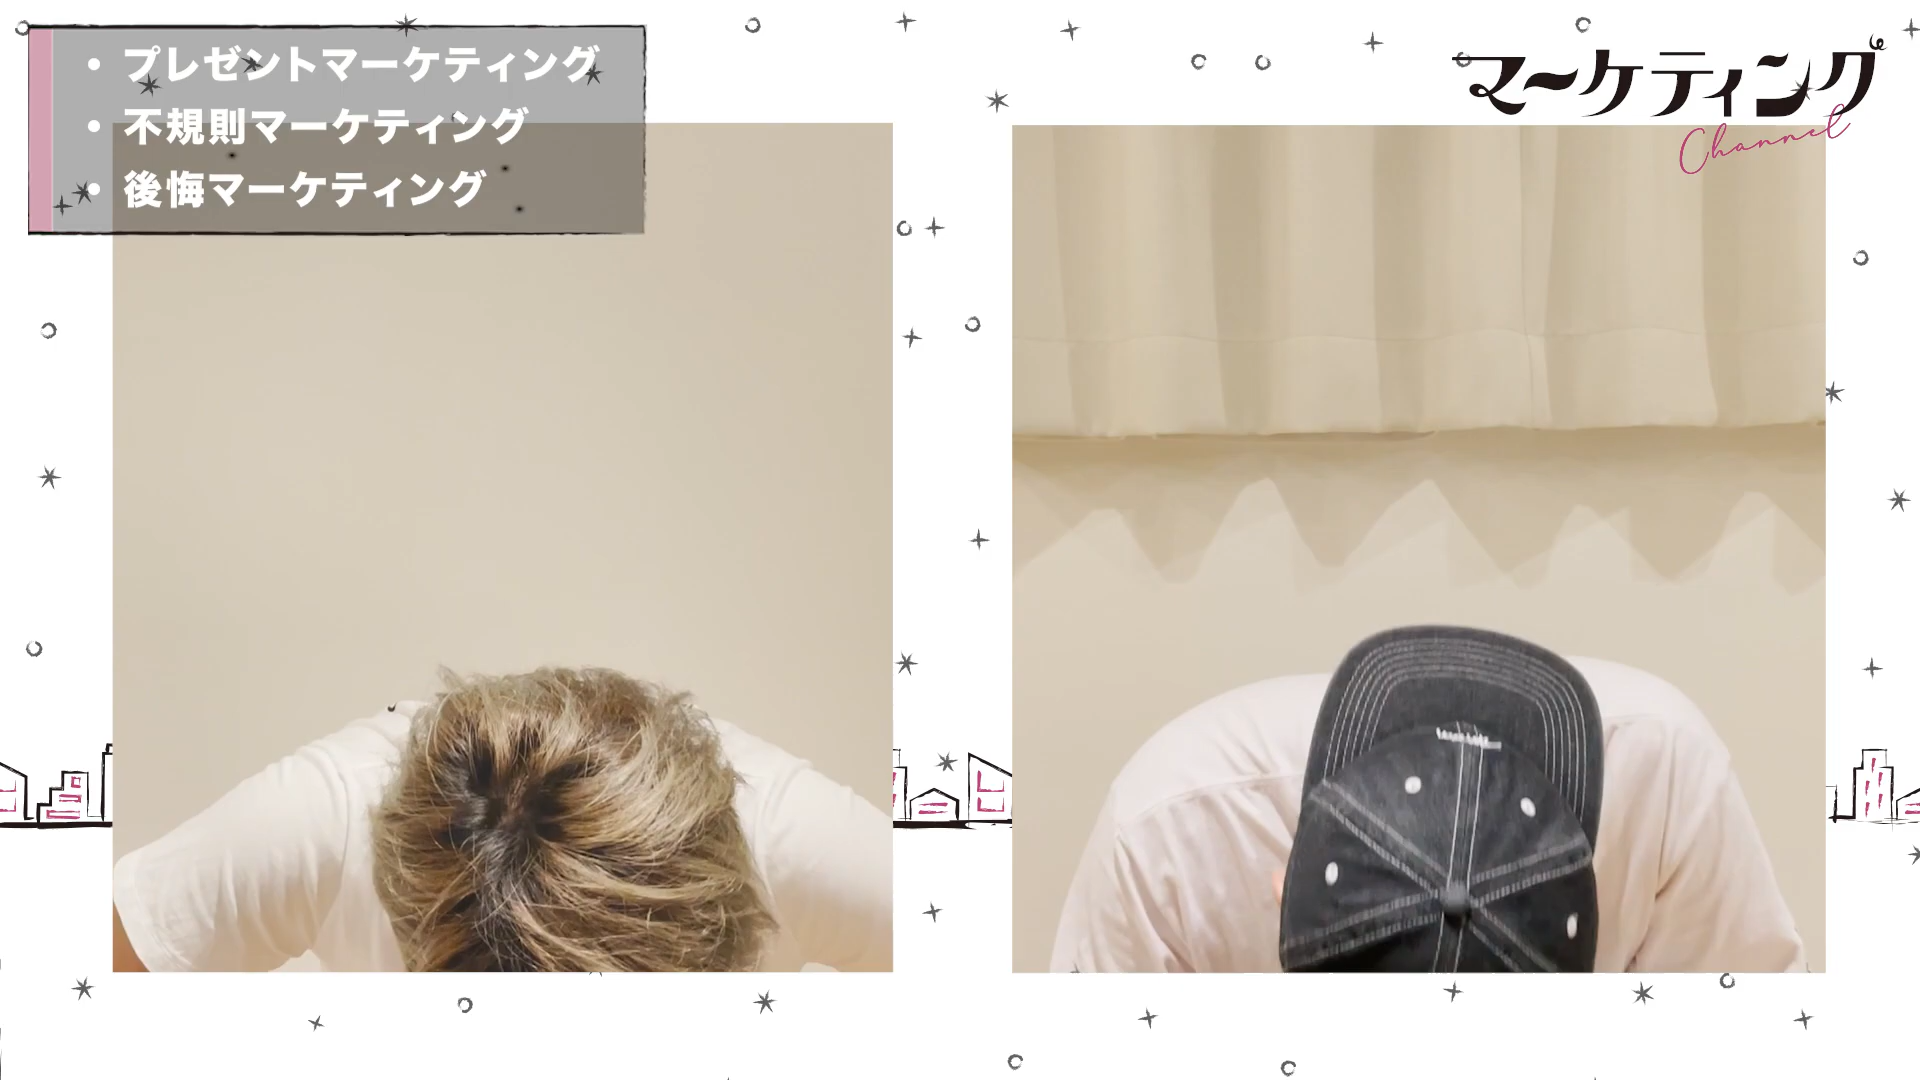 • プレゼントマーケティング
• 不規則マーケティング
• 後悔マーケティング
マーケティング
Channel